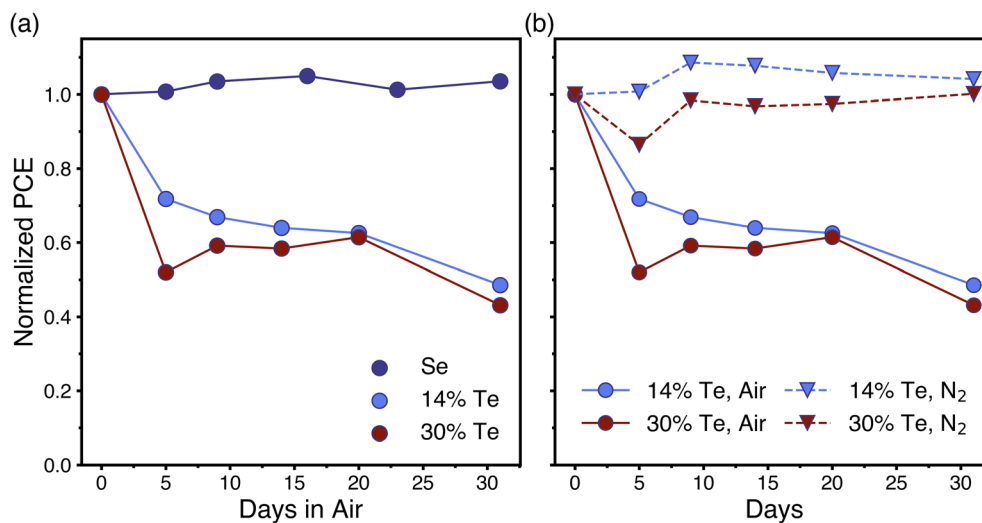 (a)
Normalized PCE
1.0
0.8
0.6
0.4
0.2
0.0
0 5 10 15 20 25 30
Days in Air
Se
14% Te
30% Te
(b)
0 5 10 15 20 25 30
Days
14% Te, Air
30% Te, Air
14% Te, N₂
30% Te, N₂